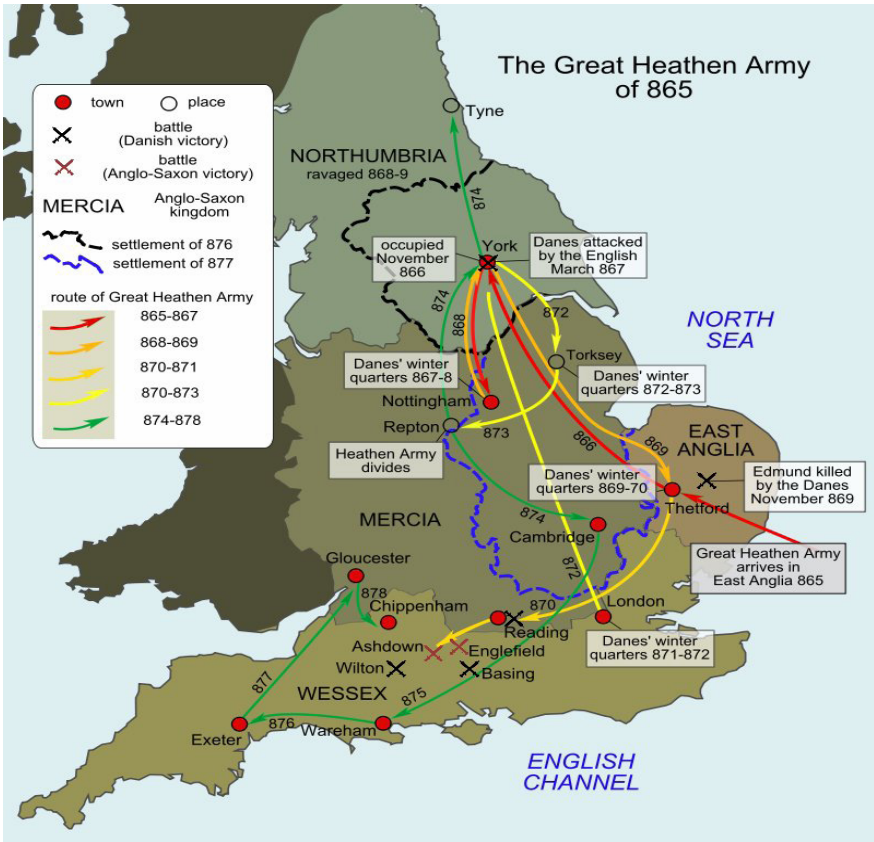 The Great Heathen Army
of 865
town
place
battle
(Danish victory)
battle
(Anglo-Saxon victory)
MERCIA
Anglo-Saxon
kingdom
settlement of 876
settlement of 877
route of Great Heathen Army
865-867
868-869
870-871
870-873
874-878
Tyne
NORTHUMBRIA
ravaged 868-9
874
occupied
November
866
York
Danes attacked
by the English
March 867
874
868
872
NORTH
SEA
Danes' winter
quarters 867-8
Torksey
Danes' winter
quarters 872-873
Nottingham
Repton
873
866
869
EAST
ANGLIA
Heathen Army
divides
Danes' winter
quarters 869-70
Edmund killed
by the Danes
November 869
Thetford
MERCIA
874
Cambridge
Great Heathen Army
arrives in
East Anglia 865
Gloucester
872
878
Chippenham
870
London
Reading
Danes' winter
quarters 871-872
Ashdown
Englefield
Wilton
Basing
877
WESSEX
875
876
Exeter
Wareham
ENGLISH
CHANNEL